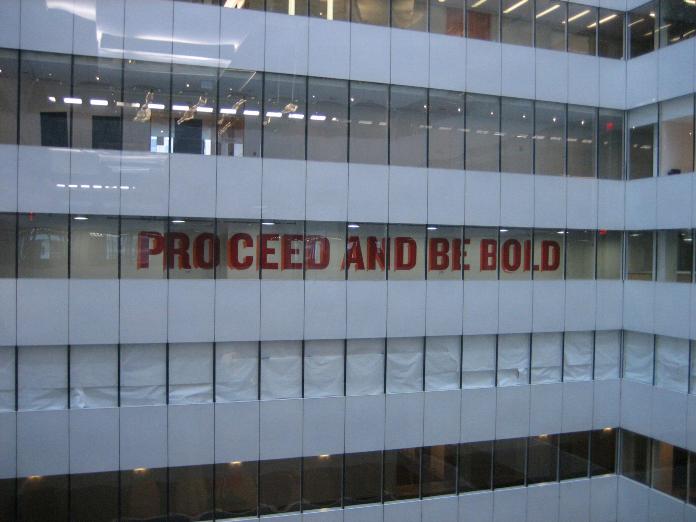 PROCEED AND BE BOLD